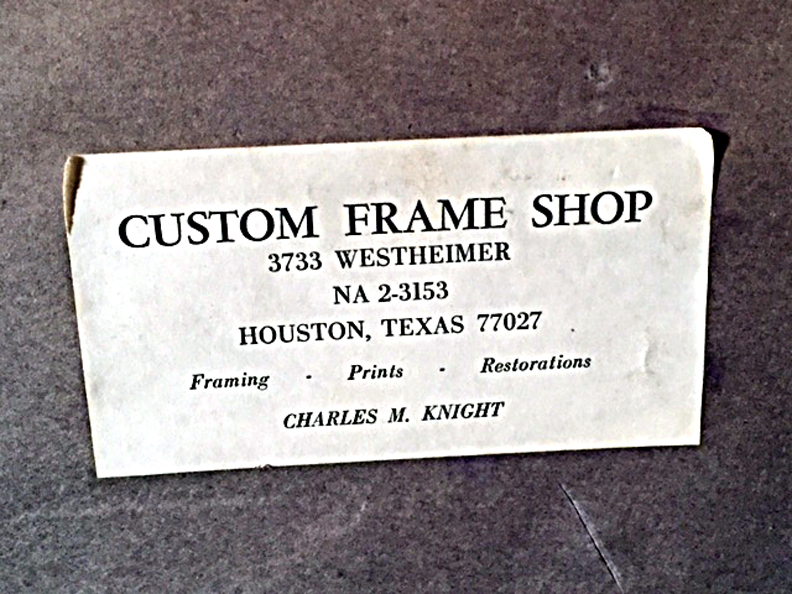 CUSTOM FRAME SHOP
3733 WESTHEIMER
NA 2-3153
HOUSTON, TEXAS 77027
Framing - Prints - Restorations
CHARLES M. KNIGHT